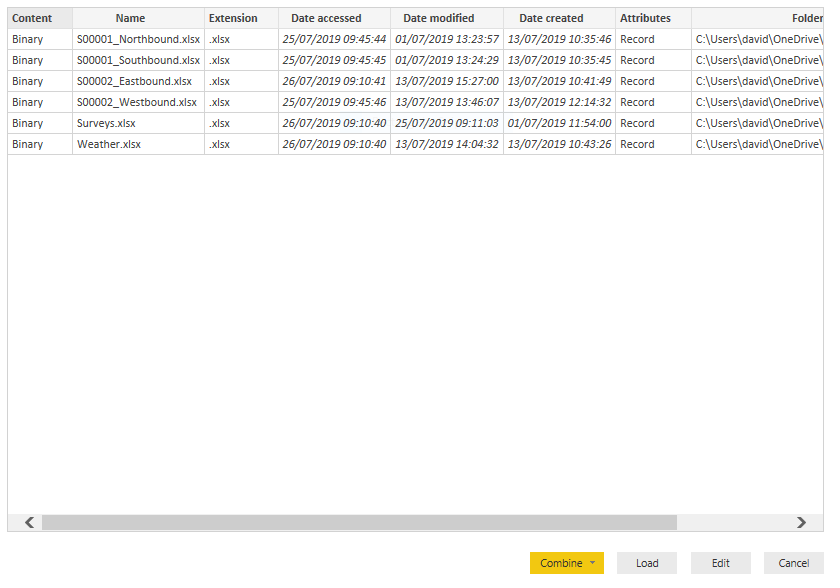 Content Name Extension Date accessed Date modified Date created Attributes Folder
Binary S00001_Northbound.xlsx .xlsx 25/07/2019 09:45:44 01/07/2019 13:23:57 13/07/2019 10:35:46 Record C:\Users\david\OneDrive\
Binary S00001_Southbound.xlsx .xlsx 25/07/2019 09:45:45 01/07/2019 13:24:29 13/07/2019 10:35:45 Record C:\Users\david\OneDrive\
Binary S00002_Eastbound.xlsx .xlsx 26/07/2019 09:10:41 13/07/2019 15:27:00 13/07/2019 10:41:49 Record C:\Users\david\OneDrive\
Binary S00002_Westbound.xlsx .xlsx 25/07/2019 09:45:46 13/07/2019 13:46:07 13/07/2019 12:14:32 Record C:\Users\david\OneDrive\
Binary Surveys.xlsx .xlsx 26/07/2019 09:10:40 25/07/2019 09:11:03 01/07/2019 11:54:00 Record C:\Users\david\OneDrive\
Binary Weather.xlsx .xlsx 26/07/2019 09:10:40 13/07/2019 14:04:32 13/07/2019 10:43:26 Record C:\Users\david\OneDrive\
Combine Load Edit Cancel